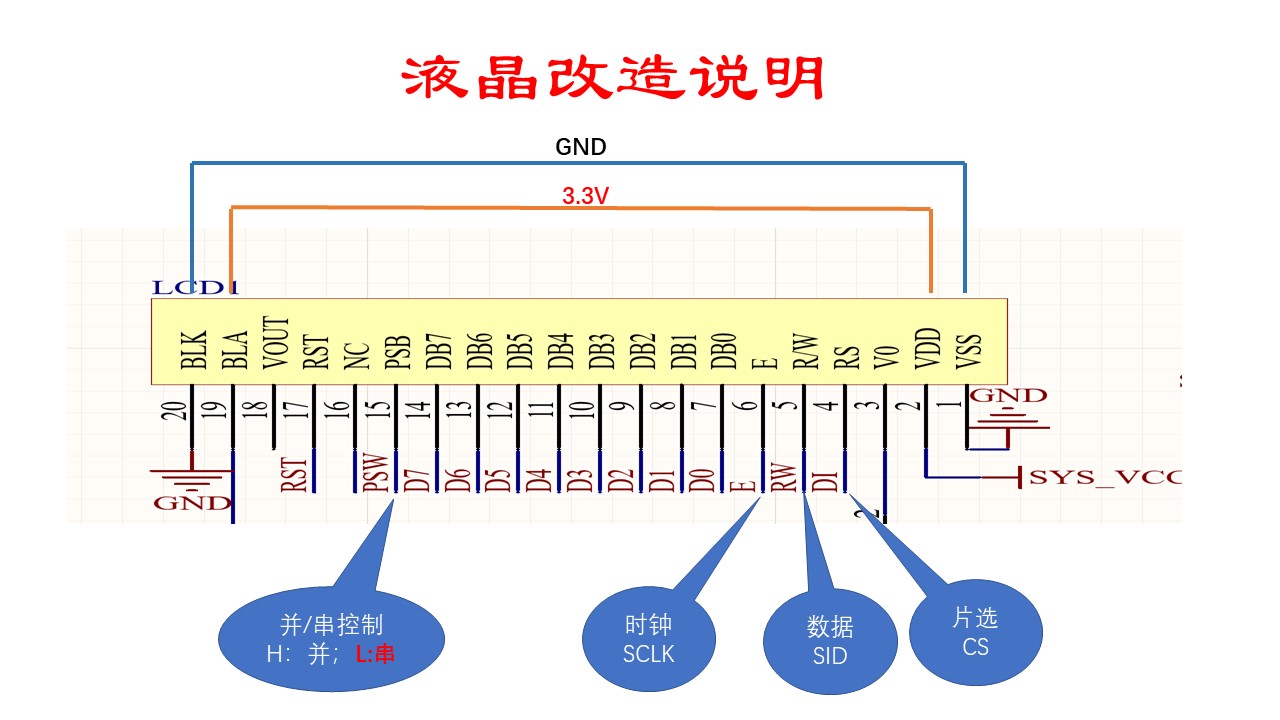 液晶改造说明
GND
3.3V
LCD1
20 BLK
GND
19 BLA
18 VOUT
RST 17 RST
16 NC
PSW 15 PSB
D7 14 DB7
D6 13 DB6
D5 12 DB5
D4 11 DB4
D3 10 DB3
D2 9 DB2
D1 8 DB1
D0 7 DB0
E 6 E
RW 5 R/W
DI 4 RS
2 3 V0
2 VDD
1 VSS
GND
SYS_VCC
并/串控制
H: 并; L:串
时钟
SCLK
数据
SID
片选
CS